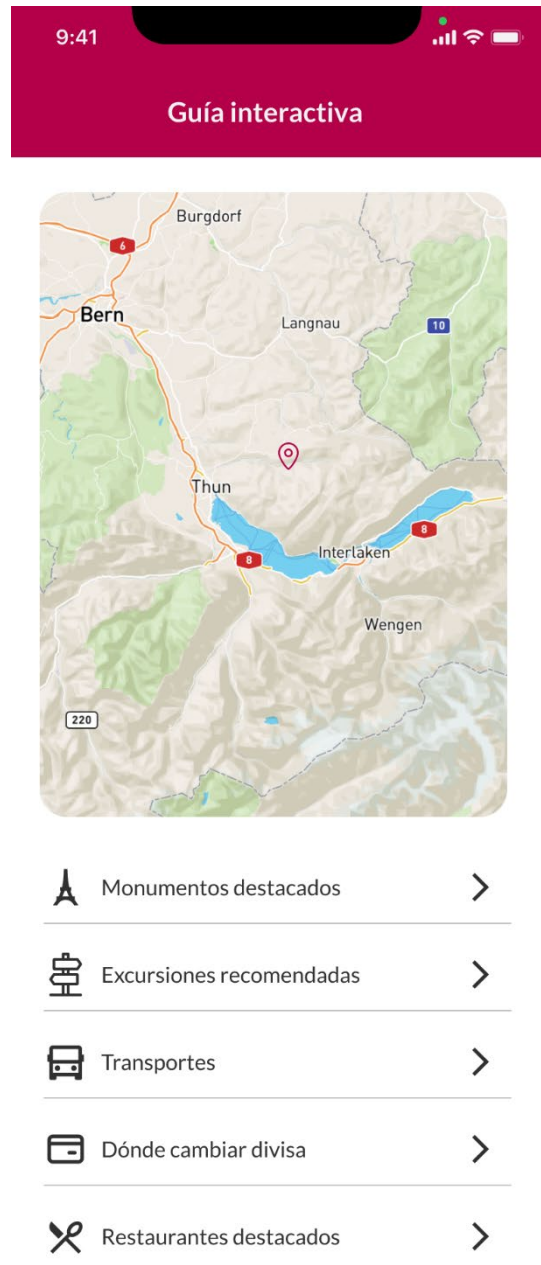 9:41
Guía interactiva
Burgdorf
6
Bern
Langnau
10
Thun
8
Interlaken
8
Wengen
220
Monumentos destacados
Excursiones recomendadas
Transportes
Dónde cambiar divisa
Restaurantes destacados